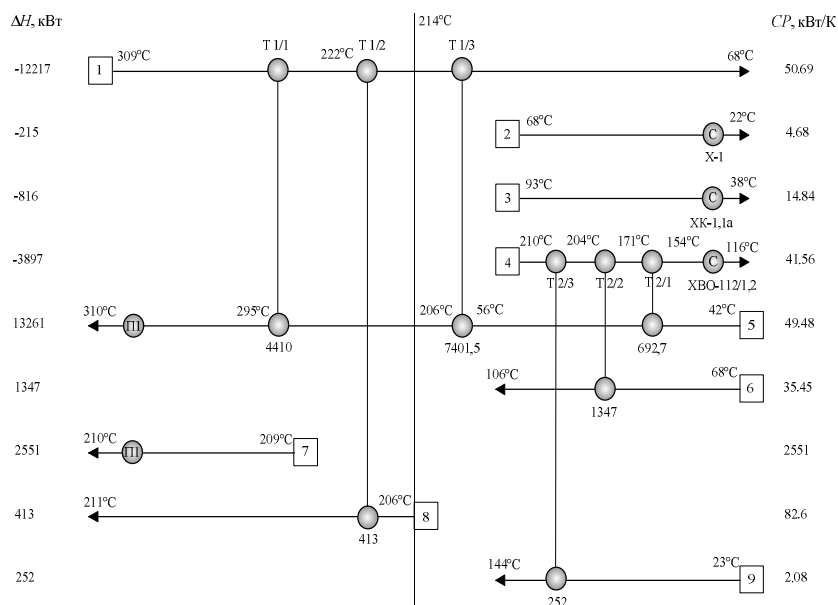 ΔH, кВт
214°C
CP, кВт/К
-12217
1
309°C
T 1/1
222°C
T 1/2
T 1/3
68°C
50.69
-215
2
68°C
C
22°C
X-1
4.68
-816
3
93°C
C
38°C
ХК-1,1а
14.84
-3897
4
210°C
204°C
171°C
154°C
C
116°C
T 2/3
T 2/2
T 2/1
ХВО-112/1,2
41,56
13261
310°C
П1
295°C
206°C
56°C
42°C
5
49.48
4410
7401,5
692,7
1347
106°C
68°C
6
35.45
1347
2551
210°C
П1
209°C
7
2551
413
211°C
206°C
8
82.6
413
252
144°C
23°C
9
2,08
252